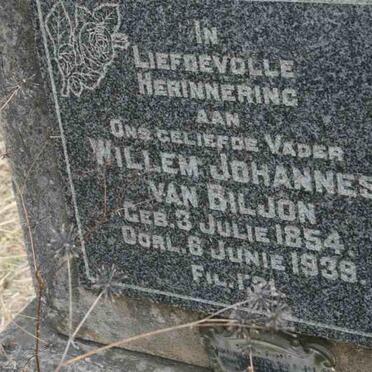 IN
LIEFDEVOLLE
HERINNERING
AAN
ONS GELIEFDE VADER
WILLEM JOHANNES
VAN BILJON
GEB. 3 JULIE 1854.
OORL. 6 JUNIE 1939.
FIL. 1:21